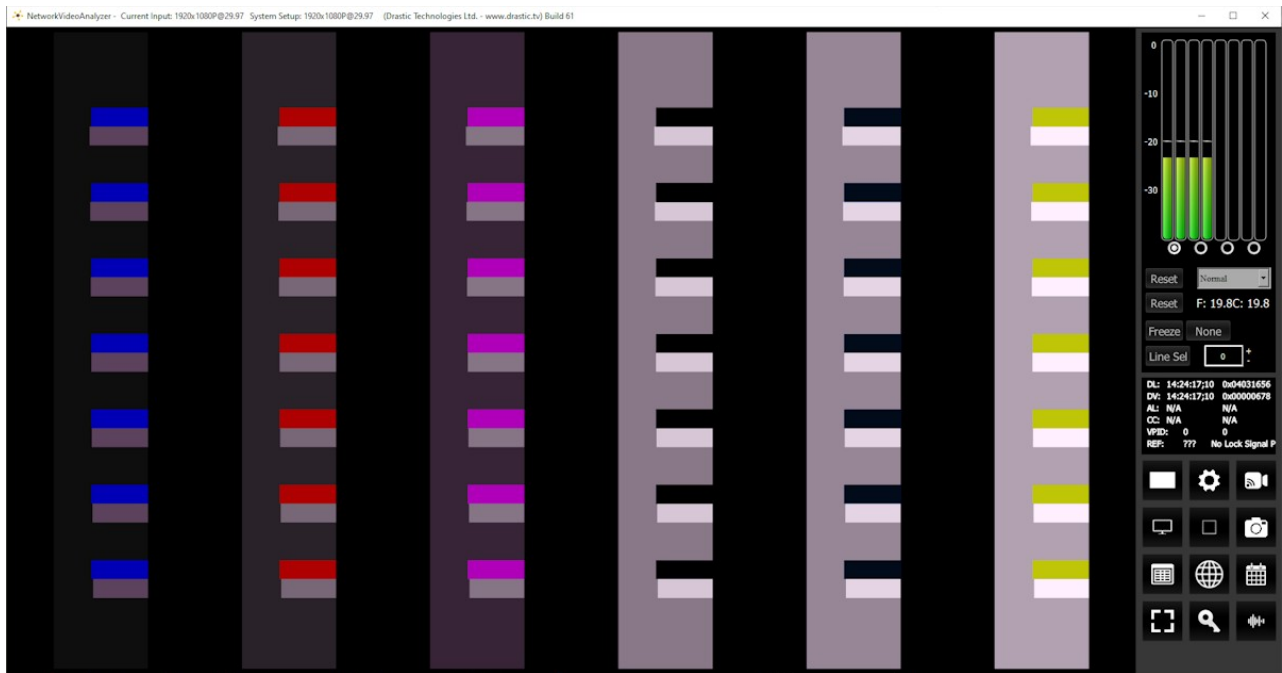 NetworkVideoAnalyzer - Current Input: 1920x1080P@29.97 System Setup: 1920x1080P@29.97 (Drastic Technologies Ltd. - www.drastic.tv) Build 61
0
-10
-20
-30
Reset Normal
Reset F: 19.8C: 19.8
Freeze None
Line Sel 0 + -
DL: 14:24:17;10 0x04031656
DV: 14:24:17;10 0x00000678
AL: N/A N/A
CC: N/A N/A
VPID: 0 0
REF: ??? No Lock Signal P